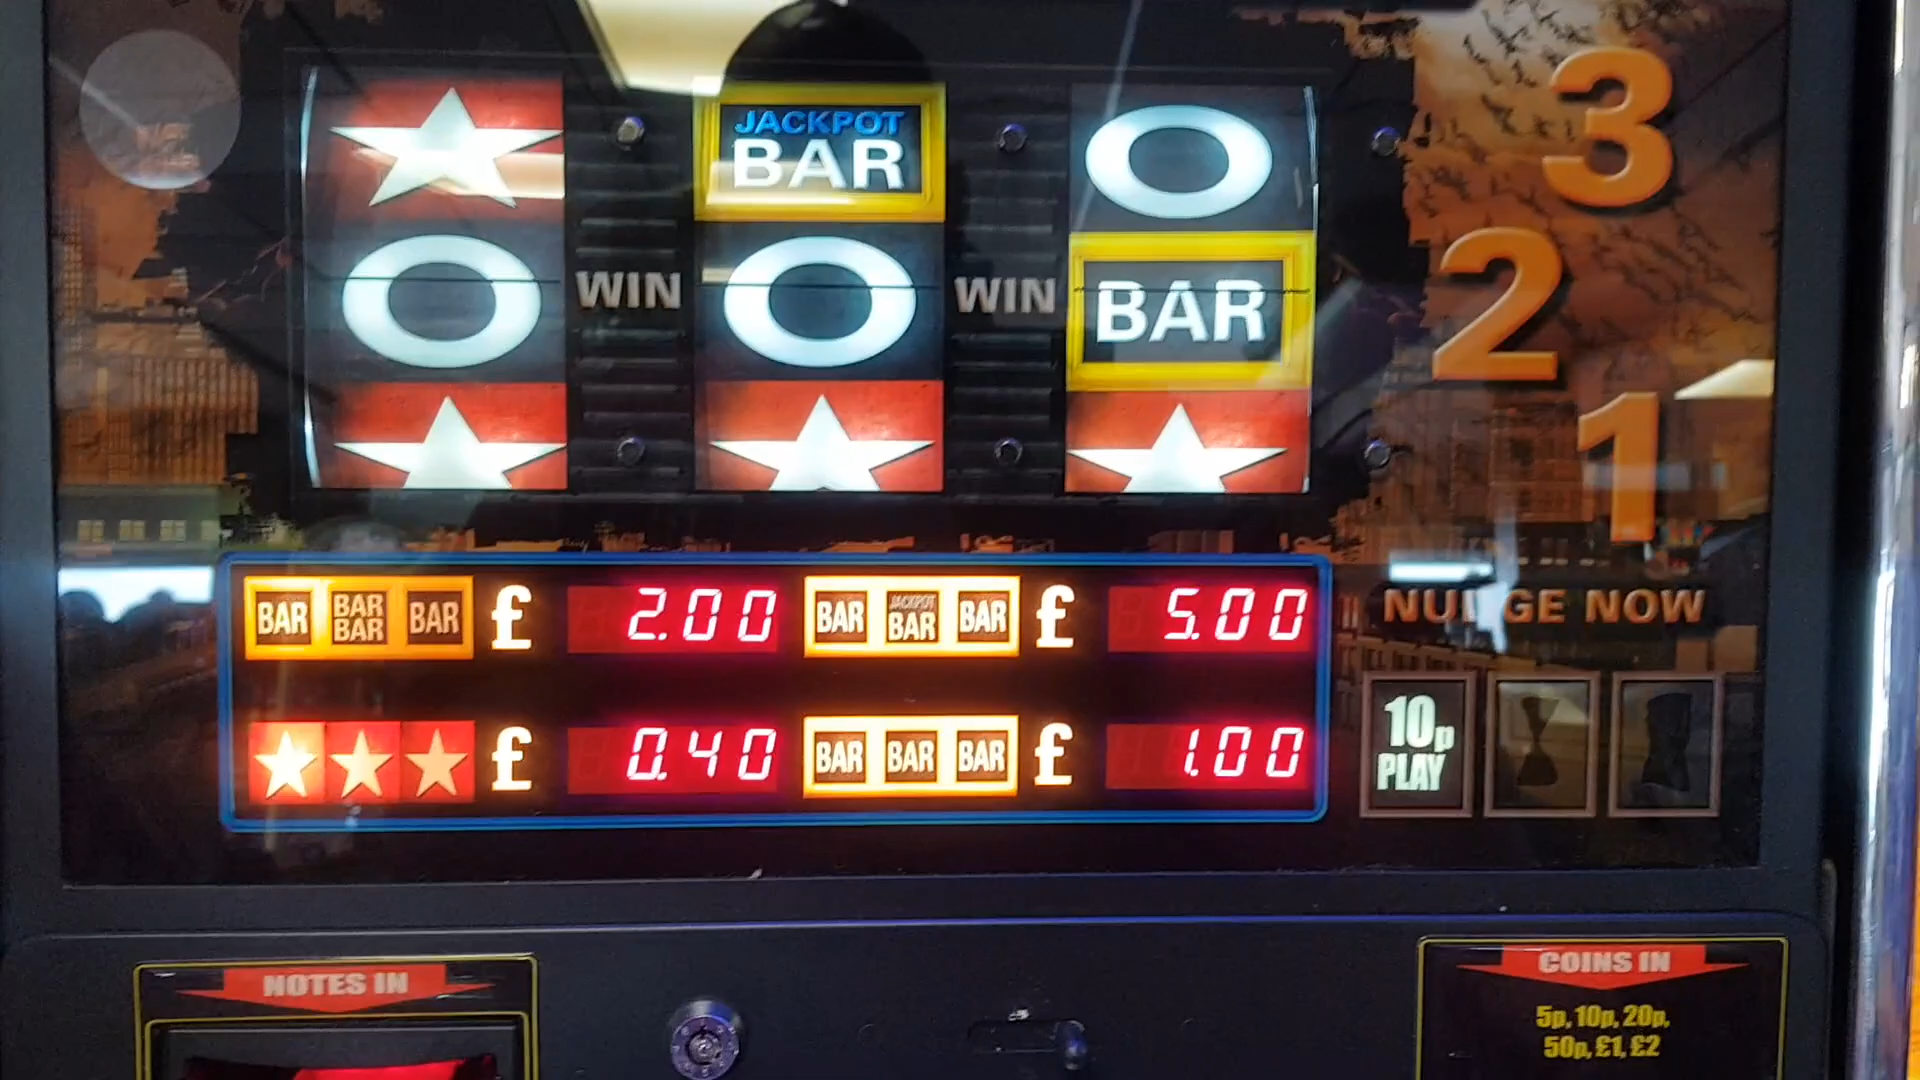 JACKPOT
BAR
O
3
O
WIN
O
WIN
BAR
2
1
BAR BAR BAR BAR £ 2.00 BAR JACKPOT BAR BAR £ 5.00
NUDGE NOW
£ 0.40 BAR BAR BAR £ 1.00
10p
PLAY
NOTES IN
COINS IN
5p, 10p, 20p,
50p, £1, £2